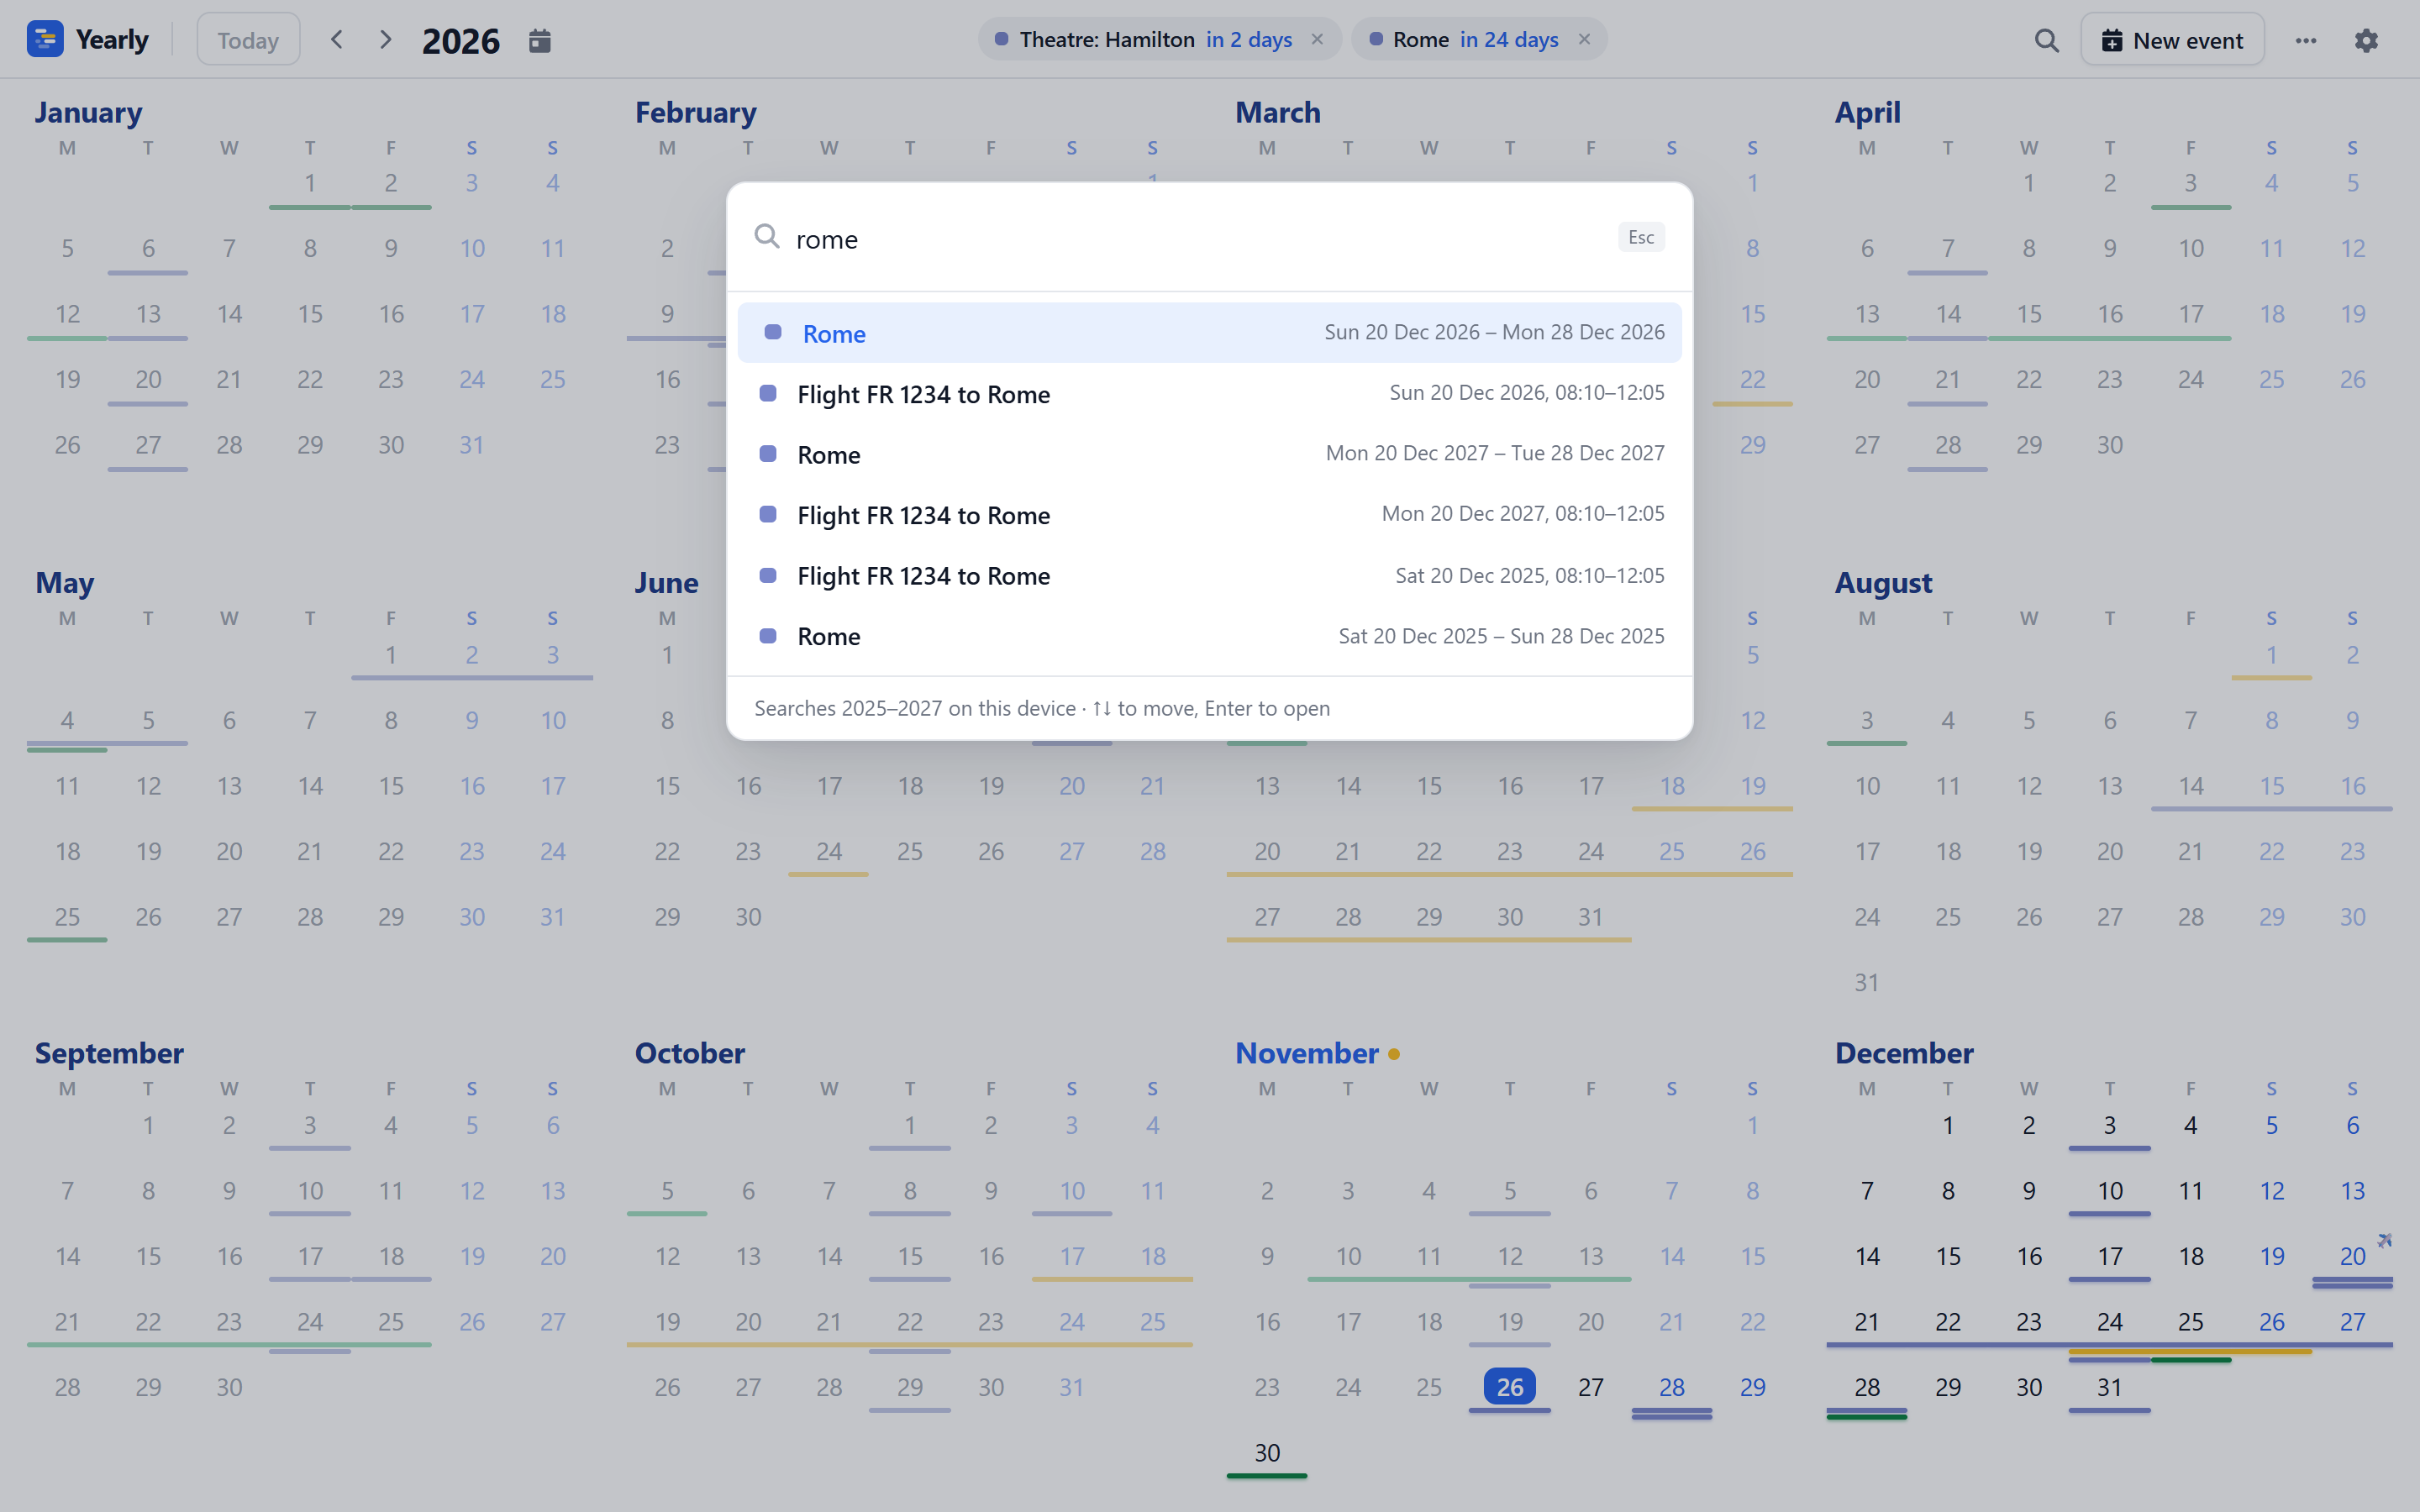 Yearly Today 2026 Theatre: Hamilton in 2 days × Rome in 24 days × New event
January February March April
M T W T F S S M T W T F S S M T W T F S S M T W T F S S
1 2 3 4 1 1 1 2 3 4 5
rome Esc
5 6 7 8 9 10 11 2 8 6 7 8 9 10 11 12
12 13 14 15 16 17 18 9 15 13 14 15 16 17 18 19
Rome Sun 20 Dec 2026 – Mon 28 Dec 2026
19 20 21 22 23 24 25 16 22 20 21 22 23 24 25 26
Flight FR 1234 to Rome Sun 20 Dec 2026, 08:10–12:05
26 27 28 29 30 31 23 29 27 28 29 30
Rome Mon 20 Dec 2027 – Tue 28 Dec 2027
Flight FR 1234 to Rome Mon 20 Dec 2027, 08:10–12:05
Flight FR 1234 to Rome Sat 20 Dec 2025, 08:10–12:05
Rome Sat 20 Dec 2025 – Sun 28 Dec 2025
Searches 2025–2027 on this device · ↑↓ to move, Enter to open
May June August
M T W T F S S M S M T W T F S S
1 2 3 1 5 1 2
4 5 6 7 8 9 10 8 12 3 4 5 6 7 8 9
11 12 13 14 15 16 17 15 16 17 18 19 20 21 13 14 15 16 17 18 19 10 11 12 13 14 15 16
18 19 20 21 22 23 24 22 23 24 25 26 27 28 20 21 22 23 24 25 26 17 18 19 20 21 22 23
25 26 27 28 29 30 31 29 30 27 28 29 30 31 24 25 26 27 28 29 30
31
September October November December
M T W T F S S M T W T F S S M T W T F S S M T W T F S S
1 2 3 4 5 6 1 2 3 4 1 1 2 3 4 5 6
7 8 9 10 11 12 13 5 6 7 8 9 10 11 2 3 4 5 6 7 8 7 8 9 10 11 12 13
14 15 16 17 18 19 20 12 13 14 15 16 17 18 9 10 11 12 13 14 15 14 15 16 17 18 19 20
21 22 23 24 25 26 27 19 20 21 22 23 24 25 16 17 18 19 20 21 22 21 22 23 24 25 26 27
28 29 30 26 27 28 29 30 31 23 24 25 26 27 28 29 28 29 30 31
30